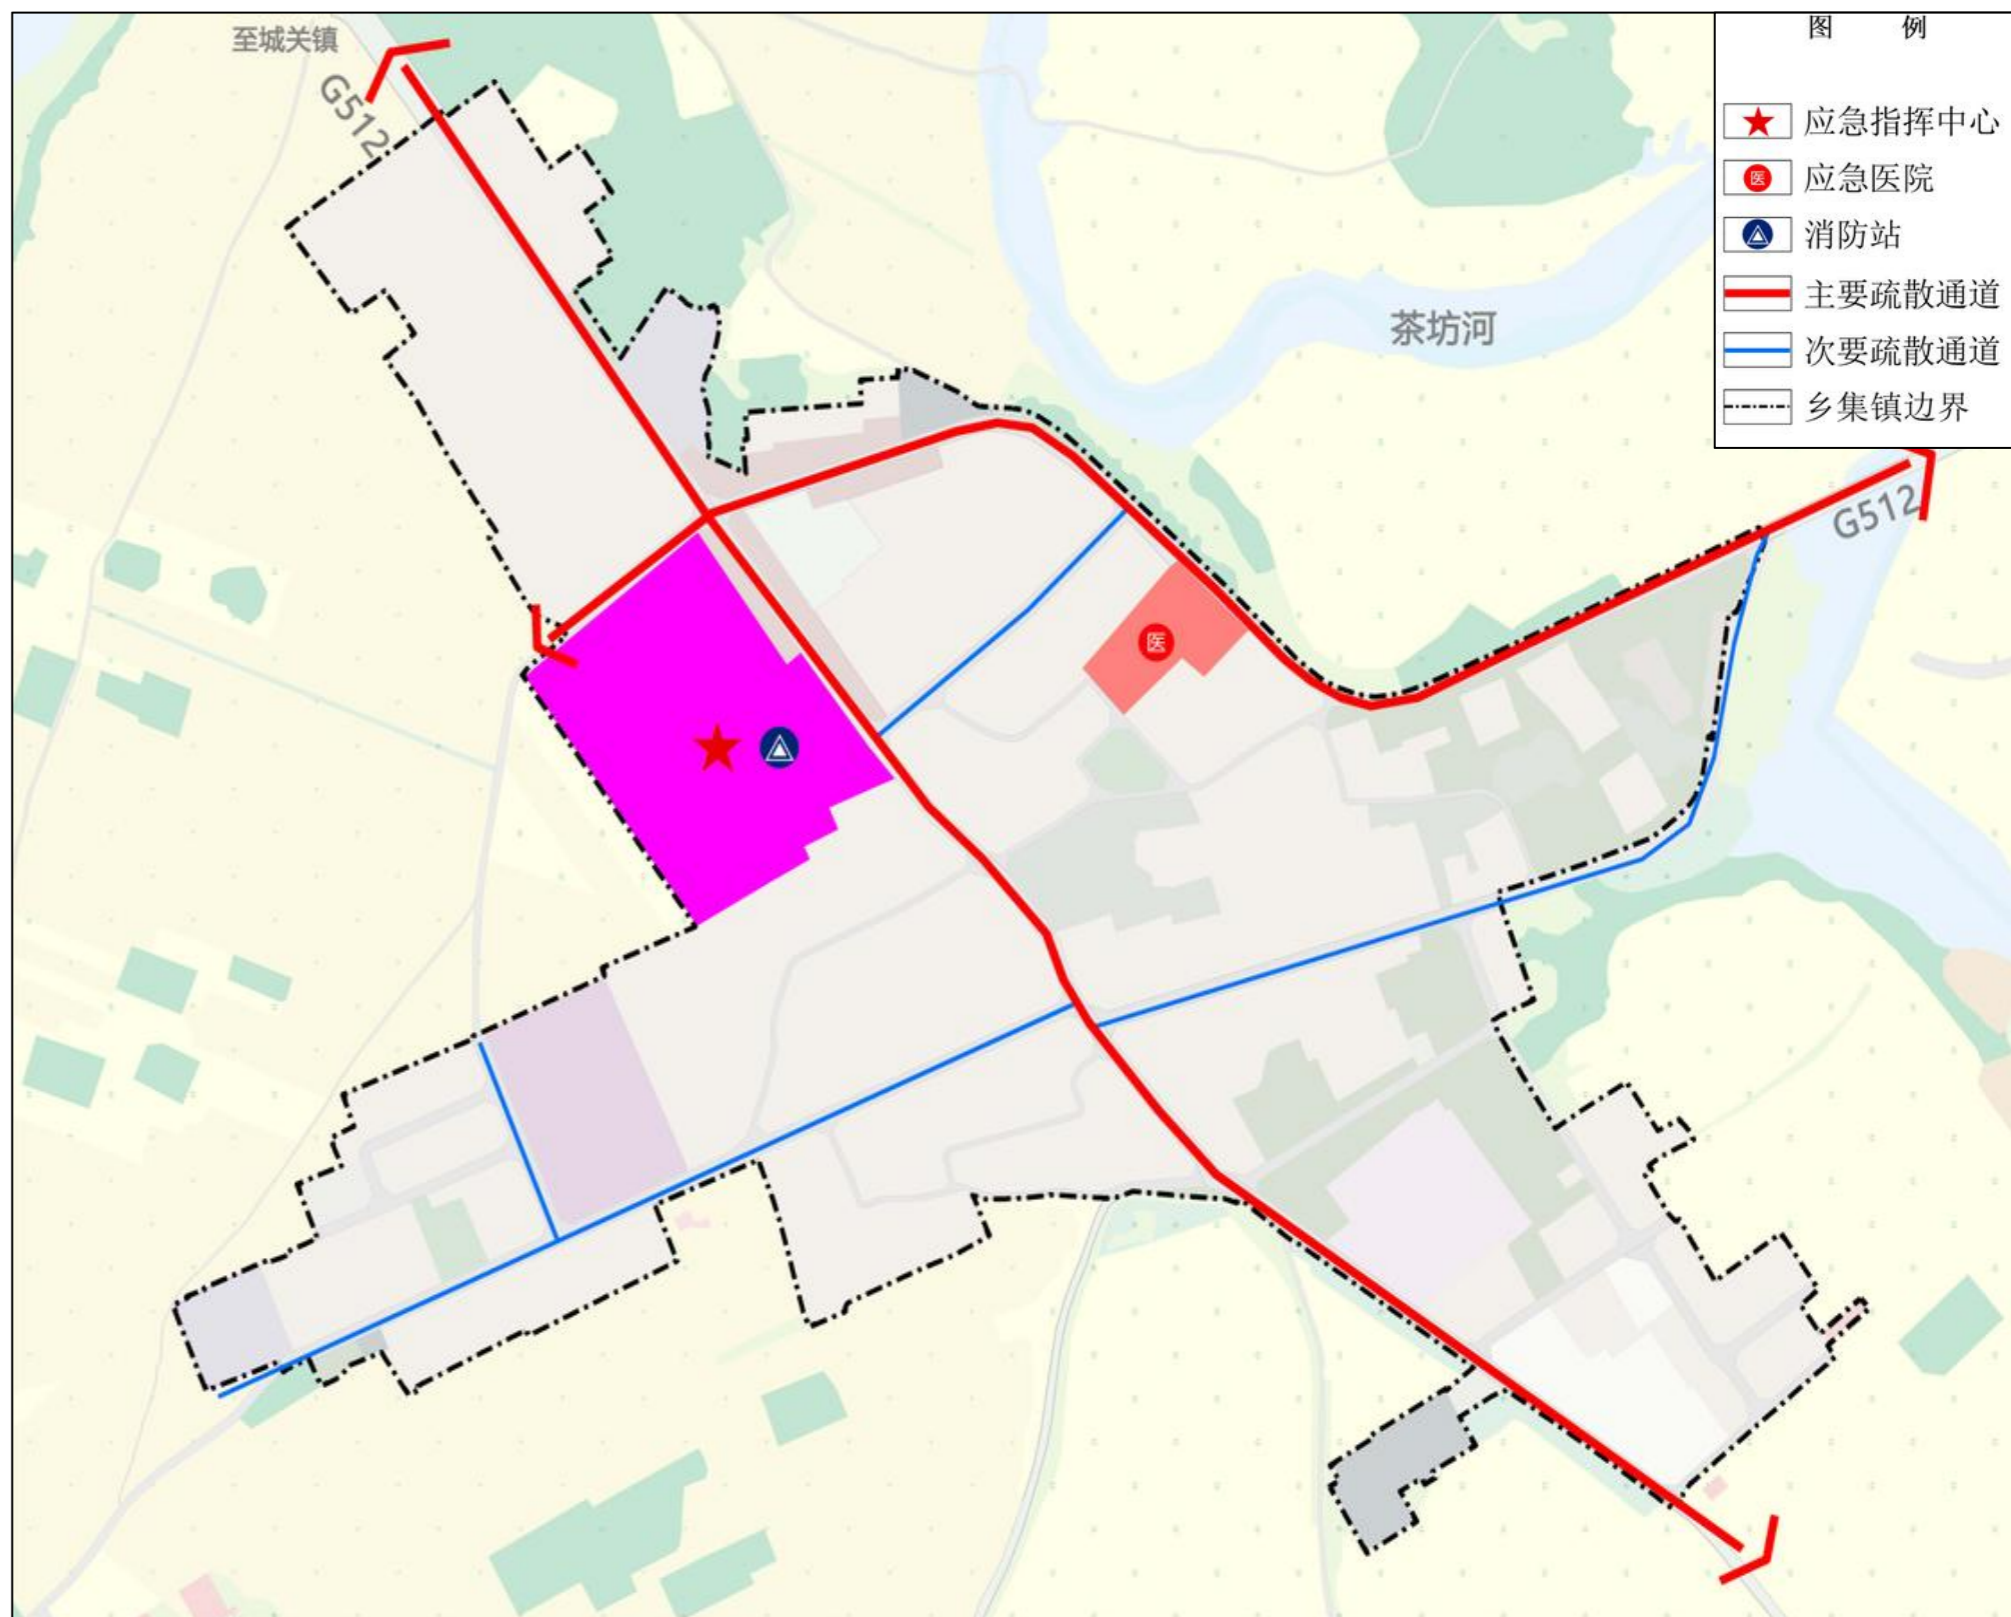 至城关镇
G512
茶坊河
G512
医
图 例
应急指挥中心
医
应急医院
消防站
主要疏散通道
次要疏散通道
乡集镇边界